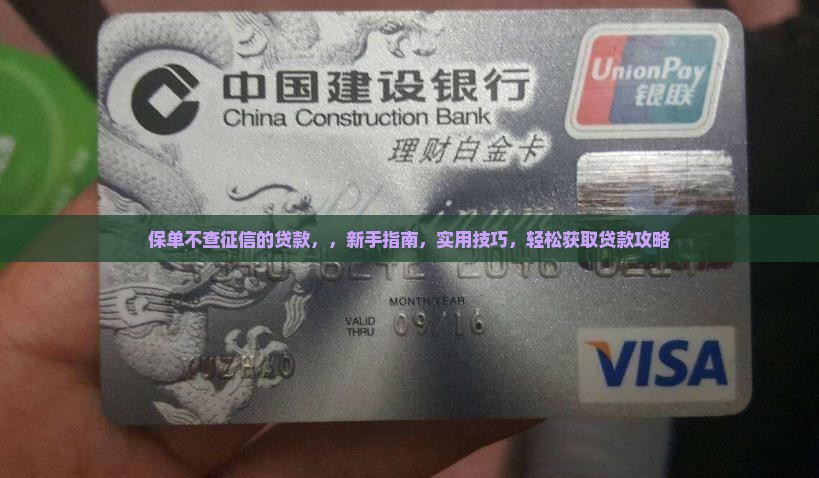 中国建设银行
China Construction Bank
UnionPay
银联
理财白金卡
保单不查征信的贷款，，新手指南，实用技巧，轻松获取贷款攻略
MONTH/YEAR
VALID
THRU
09/16
VISA